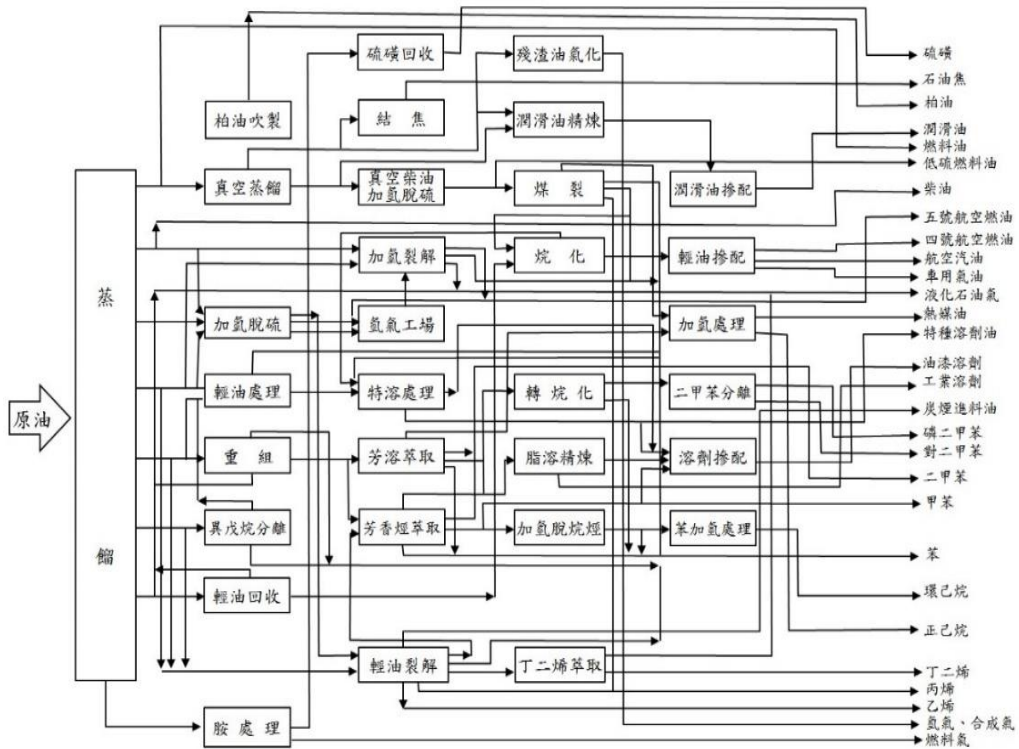 原油
蒸
餾
硫磺回收
殘渣油氣化
柏油吹製
結焦
潤滑油精煉
真空蒸餾
真空柴油
加氫脫硫
煤裂
潤滑油摻配
加氫裂解
烷化
輕油摻配
加氫脫硫
氫氣工場
加氫處理
輕油處理
特溶處理
轉烷化
二甲苯分離
重組
芳溶萃取
脂溶精煉
溶劑摻配
異戊烷分離
芳香烴萃取
加氫脫烷烴
苯加氫處理
輕油回收
輕油裂解
丁二烯萃取
胺處理
硫磺
石油焦
柏油
潤滑油
燃料油
低硫燃料油
柴油
五號航空燃油
四號航空燃油
航空汽油
車用氣油
液化石油氣
熱媒油
特種溶劑油
油漆溶劑
工業溶劑
炭煙進料油
磷二甲苯
對二甲苯
二甲苯
甲苯
苯
環己烷
正己烷
丁二烯
丙烯
乙烯
氫氣、合成氣
燃料氣